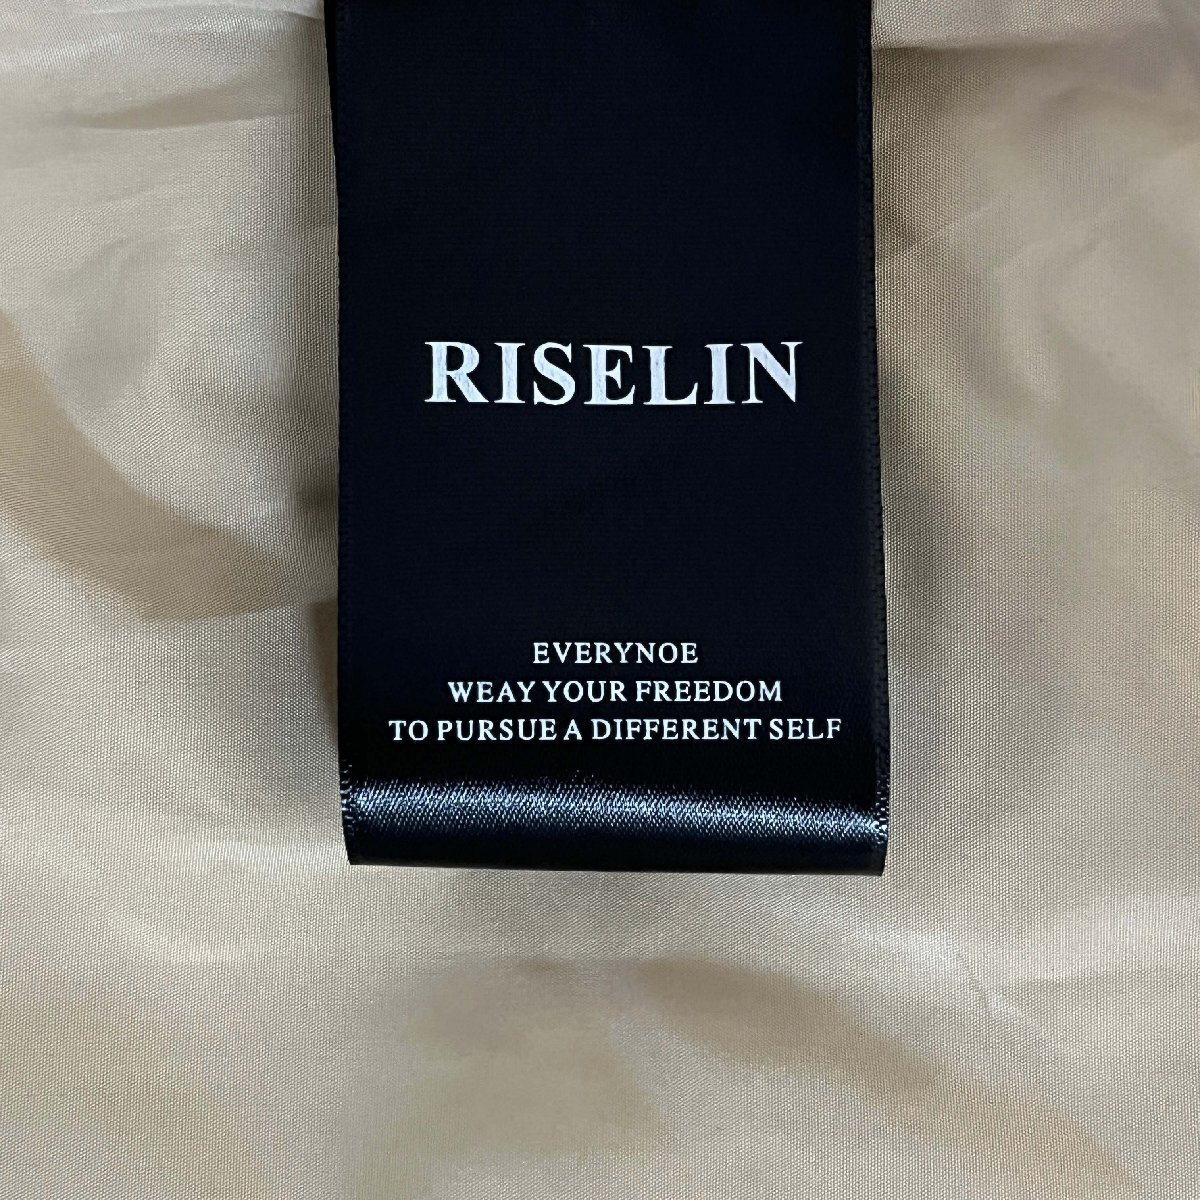 RISELIN
EVERYNOE
WEAY YOUR FREEDOM
TO PURSUE A DIFFERENT SELF